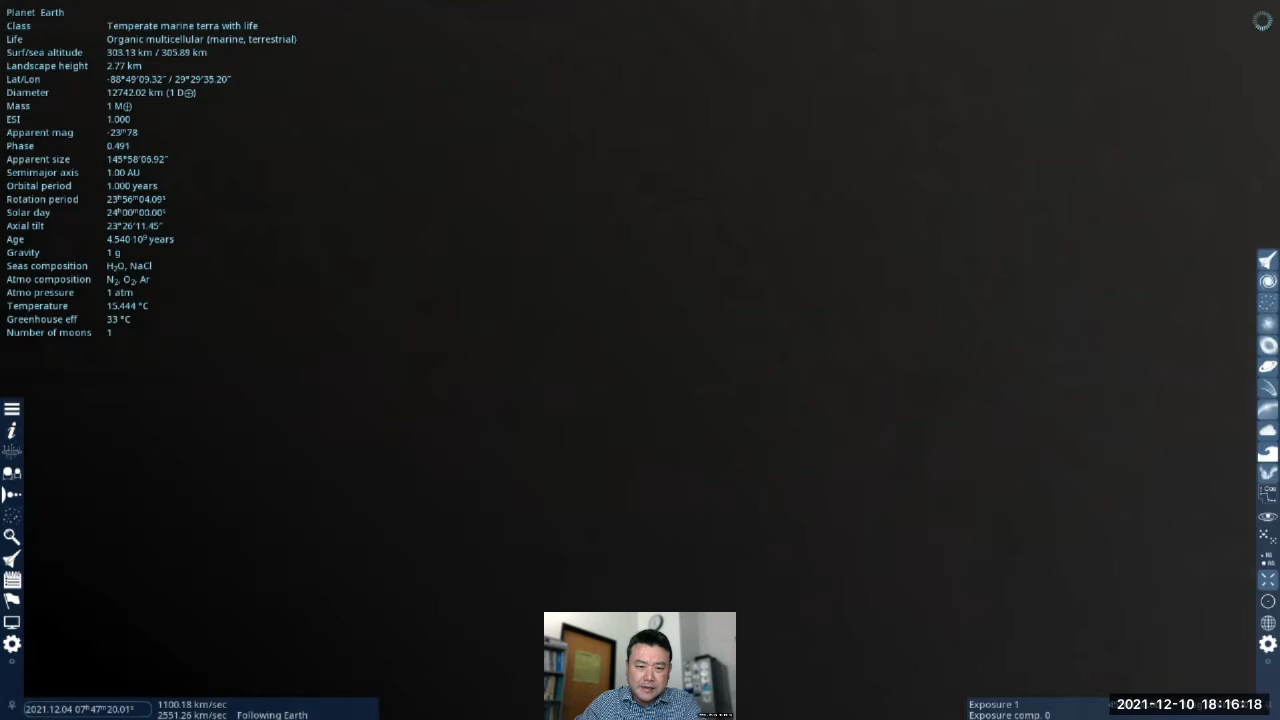 Planet Earth
Class Temperate marine terra with life
Life Organic multicellular (marine, terrestrial)
Surf/sea altitude 303.13 km / 305.89 km
Landscape height 2.77 km
Lat/Lon -88°49′09.32″ / 29°29′35.20″
Diameter 12742.02 km (1 D⊕)
Mass 1 M⊕
ESI 1.000
Apparent mag -23ᵐ78
Phase 0.491
Apparent size 145°58′06.92″
Semimajor axis 1.00 AU
Orbital period 1.000 years
Rotation period 23ʰ56ᵐ04.09ˢ
Solar day 24ʰ00ᵐ00.00ˢ
Axial tilt 23°26′11.45″
Age 4.540 10⁹ years
Gravity 1 g
Seas composition H₂O, NaCl
Atmo composition N₂, O₂, Ar
Atmo pressure 1 atm
Temperature 15.444 °C
Greenhouse eff 33 °C
Number of moons 1
2021.12.04 07ʰ47ᵐ20.01ˢ
1100.18 km/sec
2551.26 km/sec Following Earth
Exposure 1
Exposure comp. 0
2021-12-10 18:16:18